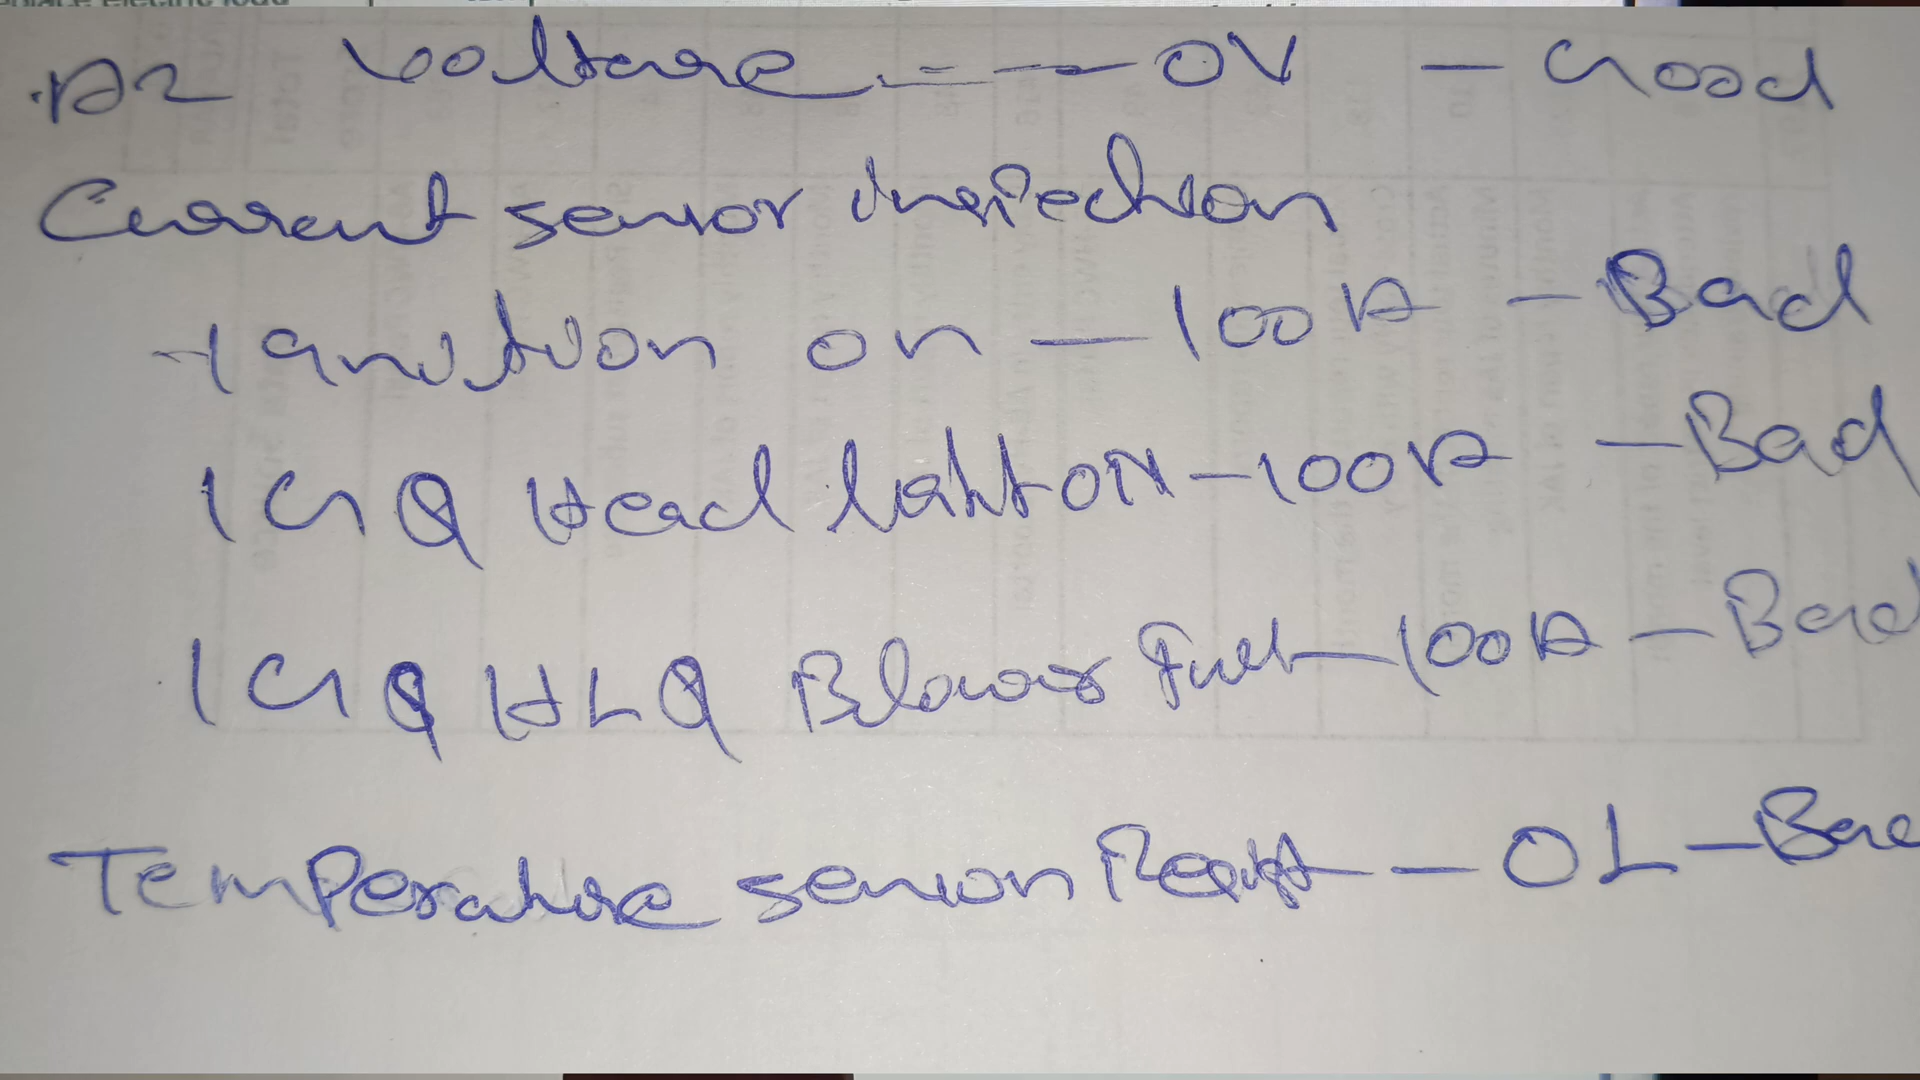 A2 Voltage --- 0V - Good
Current sensor inspection
- Ignition on - 100A - Bad
IG & Head light ON - 100A - Bad
IG & HL & Blower Full - 100A - Bad
Temperature sensor - OL - Bad